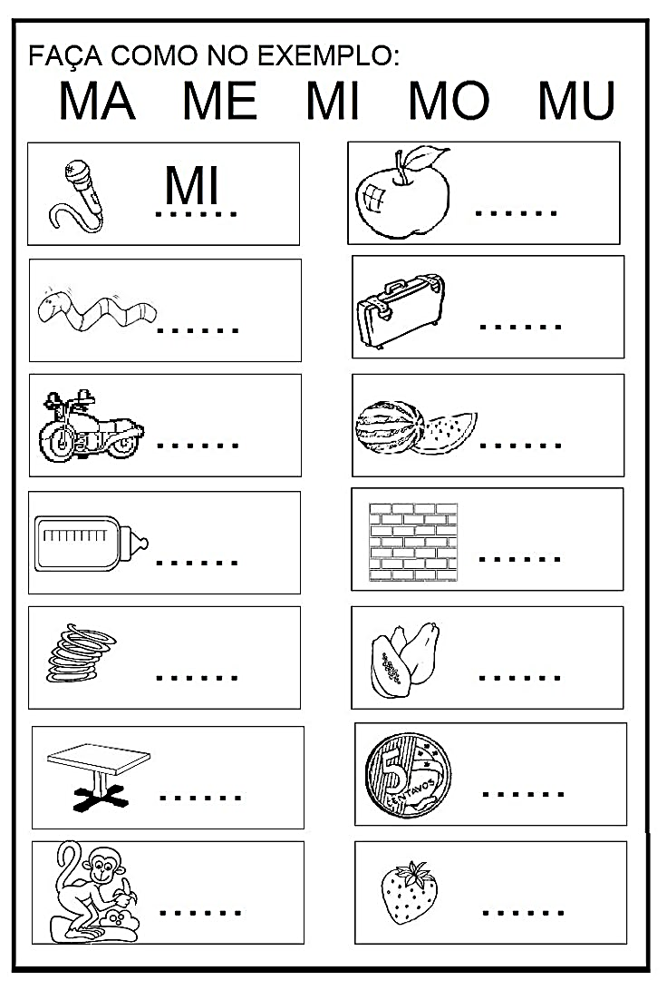 FAÇA COMO NO EXEMPLO:
MA ME MI MO MU
MI
5
CENTAVOS